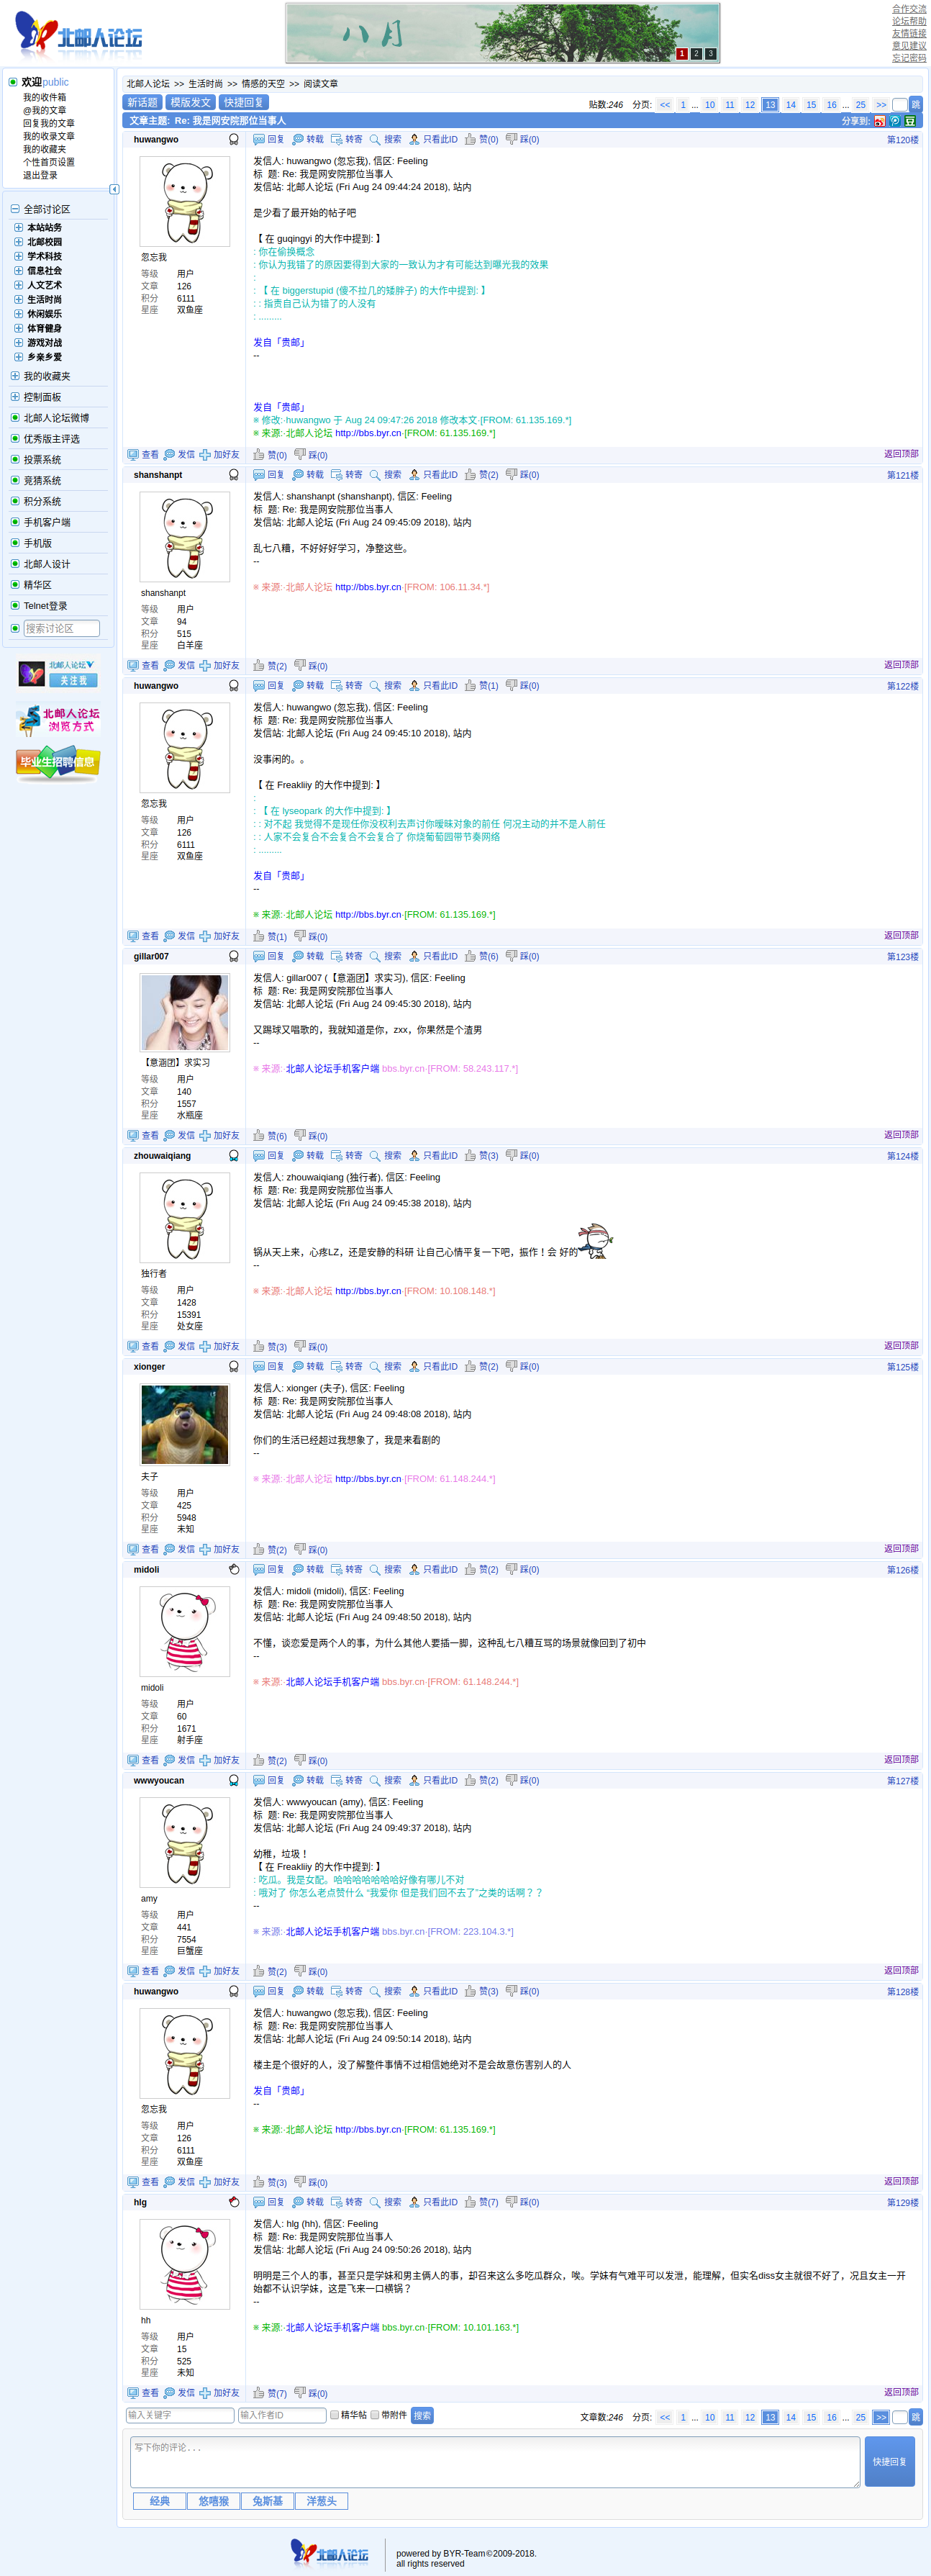 北邮人论坛
八月
1 2 3
合作交流
论坛帮助
友情链接
意见建议
忘记密码
欢迎public
我的收件箱
@我的文章
回复我的文章
我的收录文章
我的收藏夹
个性首页设置
退出登录
全部讨论区
本站站务
北邮校园
学术科技
信息社会
人文艺术
生活时尚
休闲娱乐
体育健身
游戏对战
乡亲乡爱
我的收藏夹
控制面板
北邮人论坛微博
优秀版主评选
投票系统
竞猜系统
积分系统
手机客户端
手机版
北邮人设计
精华区
Telnet登录
搜索讨论区
北邮人论坛
关注我
北邮人论坛
浏览方式
毕业生招聘信息
北邮人论坛 >> 生活时尚 >> 情感的天空 >> 阅读文章
新话题 模版发文 快捷回复
贴数:246 分页: << 1 ... 10 11 12 13 14 15 16 ... 25 >> 跳
文章主题: Re: 我是网安院那位当事人
分享到: 豆
huwangwo 回复 转载 转寄 搜索 只看此ID 赞(0) 踩(0) 第120楼
忽忘我
等级 用户
文章 126
积分 6111
星座 双鱼座
发信人: huwangwo (忽忘我), 信区: Feeling
标 题: Re: 我是网安院那位当事人
发信站: 北邮人论坛 (Fri Aug 24 09:44:24 2018), 站内
是少看了最开始的帖子吧
【 在 guqingyi 的大作中提到: 】
: 你在偷换概念
: 你认为我错了的原因要得到大家的一致认为才有可能达到曝光我的效果
:
: 【 在 biggerstupid (傻不拉几的矮胖子) 的大作中提到: 】
: : 指责自己认为错了的人没有
: .........
发自「贵邮」
--
发自「贵邮」
※ 修改:·huwangwo 于 Aug 24 09:47:26 2018 修改本文·[FROM: 61.135.169.*]
※ 来源:·北邮人论坛 http://bbs.byr.cn·[FROM: 61.135.169.*]
查看 发信 加好友 赞(0) 踩(0) 返回顶部
shanshanpt 回复 转载 转寄 搜索 只看此ID 赞(2) 踩(0) 第121楼
shanshanpt
等级 用户
文章 94
积分 515
星座 白羊座
发信人: shanshanpt (shanshanpt), 信区: Feeling
标 题: Re: 我是网安院那位当事人
发信站: 北邮人论坛 (Fri Aug 24 09:45:09 2018), 站内
乱七八糟，不好好好学习，净整这些。
--
※ 来源:·北邮人论坛 http://bbs.byr.cn·[FROM: 106.11.34.*]
查看 发信 加好友 赞(2) 踩(0) 返回顶部
huwangwo 回复 转载 转寄 搜索 只看此ID 赞(1) 踩(0) 第122楼
忽忘我
等级 用户
文章 126
积分 6111
星座 双鱼座
发信人: huwangwo (忽忘我), 信区: Feeling
标 题: Re: 我是网安院那位当事人
发信站: 北邮人论坛 (Fri Aug 24 09:45:10 2018), 站内
没事闲的。。
【 在 Freakliiy 的大作中提到: 】
:
: 【 在 lyseopark 的大作中提到: 】
: : 对不起 我觉得不是现任你没权利去声讨你暧昧对象的前任 何况主动的并不是人前任
: : 人家不会复合不会复合不会复合了 你烧葡萄园带节奏网络
: .........
发自「贵邮」
--
※ 来源:·北邮人论坛 http://bbs.byr.cn·[FROM: 61.135.169.*]
查看 发信 加好友 赞(1) 踩(0) 返回顶部
gillar007 回复 转载 转寄 搜索 只看此ID 赞(6) 踩(0) 第123楼
【意涵团】求实习
等级 用户
文章 140
积分 1557
星座 水瓶座
发信人: gillar007 (【意涵团】求实习), 信区: Feeling
标 题: Re: 我是网安院那位当事人
发信站: 北邮人论坛 (Fri Aug 24 09:45:30 2018), 站内
又踢球又唱歌的，我就知道是你，zxx，你果然是个渣男
--
※ 来源:·北邮人论坛手机客户端 bbs.byr.cn·[FROM: 58.243.117.*]
查看 发信 加好友 赞(6) 踩(0) 返回顶部
zhouwaiqiang 回复 转载 转寄 搜索 只看此ID 赞(3) 踩(0) 第124楼
独行者
等级 用户
文章 1428
积分 15391
星座 处女座
发信人: zhouwaiqiang (独行者), 信区: Feeling
标 题: Re: 我是网安院那位当事人
发信站: 北邮人论坛 (Fri Aug 24 09:45:38 2018), 站内
锅从天上来，心疼LZ，还是安静的科研 让自己心情平复一下吧，振作！会 好的
--
※ 来源:·北邮人论坛 http://bbs.byr.cn·[FROM: 10.108.148.*]
查看 发信 加好友 赞(3) 踩(0) 返回顶部
xionger 回复 转载 转寄 搜索 只看此ID 赞(2) 踩(0) 第125楼
夫子
等级 用户
文章 425
积分 5948
星座 未知
发信人: xionger (夫子), 信区: Feeling
标 题: Re: 我是网安院那位当事人
发信站: 北邮人论坛 (Fri Aug 24 09:48:08 2018), 站内
你们的生活已经超过我想象了，我是来看剧的
--
※ 来源:·北邮人论坛 http://bbs.byr.cn·[FROM: 61.148.244.*]
查看 发信 加好友 赞(2) 踩(0) 返回顶部
midoli 回复 转载 转寄 搜索 只看此ID 赞(2) 踩(0) 第126楼
midoli
等级 用户
文章 60
积分 1671
星座 射手座
发信人: midoli (midoli), 信区: Feeling
标 题: Re: 我是网安院那位当事人
发信站: 北邮人论坛 (Fri Aug 24 09:48:50 2018), 站内
不懂，谈恋爱是两个人的事，为什么其他人要插一脚，这种乱七八糟互骂的场景就像回到了初中
--
※ 来源:·北邮人论坛手机客户端 bbs.byr.cn·[FROM: 61.148.244.*]
查看 发信 加好友 赞(2) 踩(0) 返回顶部
wwwyoucan 回复 转载 转寄 搜索 只看此ID 赞(2) 踩(0) 第127楼
amy
等级 用户
文章 441
积分 7554
星座 巨蟹座
发信人: wwwyoucan (amy), 信区: Feeling
标 题: Re: 我是网安院那位当事人
发信站: 北邮人论坛 (Fri Aug 24 09:49:37 2018), 站内
幼稚，垃圾！
【 在 Freakliiy 的大作中提到: 】
: 吃瓜。我是女配。哈哈哈哈哈哈哈好像有哪儿不对
: 哦对了 你怎么老点赞什么 “我爱你 但是我们回不去了”之类的话啊？？
--
※ 来源:·北邮人论坛手机客户端 bbs.byr.cn·[FROM: 223.104.3.*]
查看 发信 加好友 赞(2) 踩(0) 返回顶部
huwangwo 回复 转载 转寄 搜索 只看此ID 赞(3) 踩(0) 第128楼
忽忘我
等级 用户
文章 126
积分 6111
星座 双鱼座
发信人: huwangwo (忽忘我), 信区: Feeling
标 题: Re: 我是网安院那位当事人
发信站: 北邮人论坛 (Fri Aug 24 09:50:14 2018), 站内
楼主是个很好的人，没了解整件事情不过相信她绝对不是会故意伤害别人的人
发自「贵邮」
--
※ 来源:·北邮人论坛 http://bbs.byr.cn·[FROM: 61.135.169.*]
查看 发信 加好友 赞(3) 踩(0) 返回顶部
hlg 回复 转载 转寄 搜索 只看此ID 赞(7) 踩(0) 第129楼
hh
等级 用户
文章 15
积分 525
星座 未知
发信人: hlg (hh), 信区: Feeling
标 题: Re: 我是网安院那位当事人
发信站: 北邮人论坛 (Fri Aug 24 09:50:26 2018), 站内
明明是三个人的事，甚至只是学妹和男主俩人的事，却召来这么多吃瓜群众，唉。学妹有气难平可以发泄，能理解，但实名diss女主就很不好了，况且女主一开
始都不认识学妹，这是飞来一口横锅？
--
※ 来源:·北邮人论坛手机客户端 bbs.byr.cn·[FROM: 10.101.163.*]
查看 发信 加好友 赞(7) 踩(0) 返回顶部
输入关键字 输入作者ID 精华帖 带附件 搜索
文章数:246 分页: << 1 ... 10 11 12 13 14 15 16 ... 25 >> 跳
写下你的评论...
快捷回复
经典 悠嘻猴 兔斯基 洋葱头
北邮人论坛
powered by BYR-Team©2009-2018.
all rights reserved